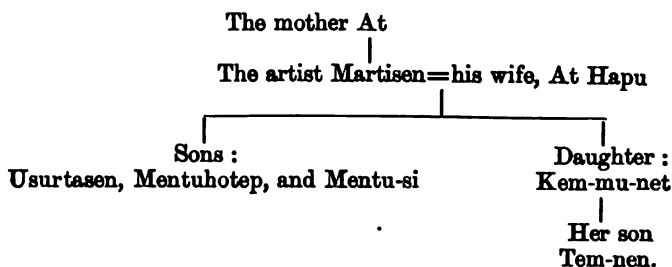 The mother At
The artist Martisen=his wife, At Hapu
Sons :
Usurtasen, Mentuhotep, and Mentu-si
Daughter :
Kem-mu-net
Her son
Tem-nen.